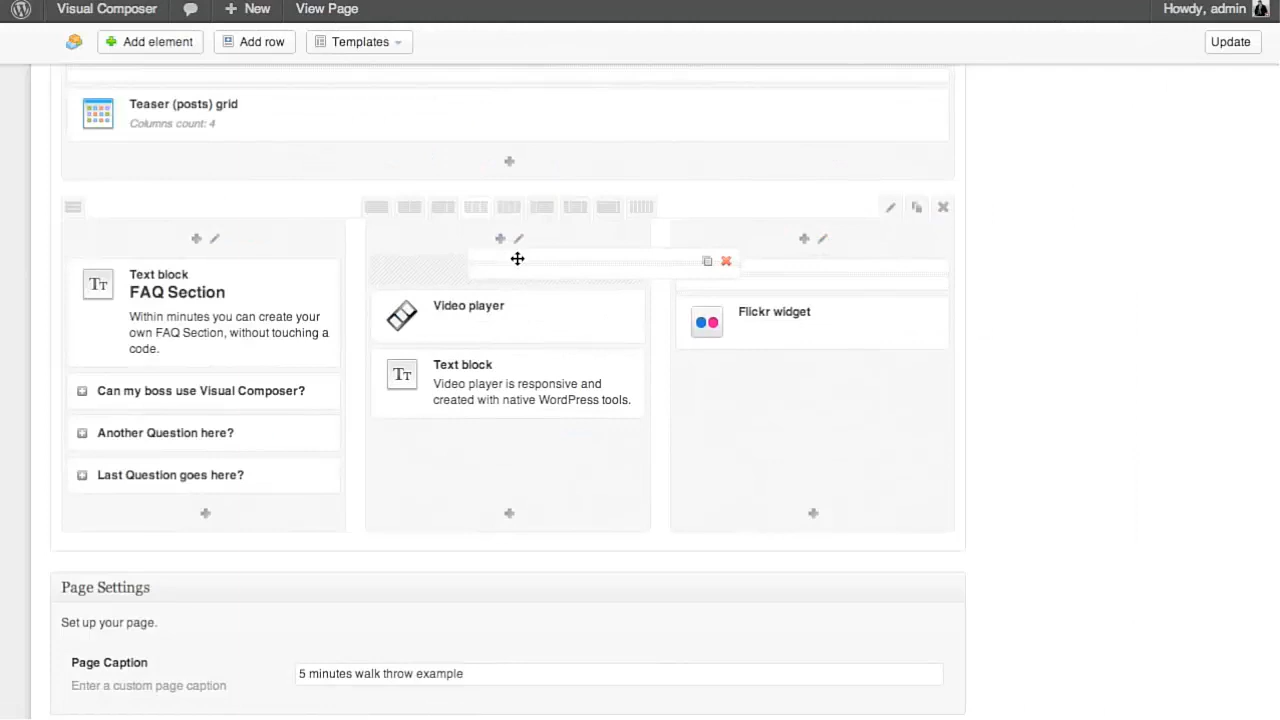 Visual Composer New View Page Howdy, admin
Add element Add row Templates Update
Teaser (posts) grid
Columns count: 4
Text block
FAQ Section
Within minutes you can create your
own FAQ Section, without touching a
code.
Can my boss use Visual Composer?
Another Question here?
Last Question goes here?
Video player
Text block
Video player is responsive and
created with native WordPress tools.
Flickr widget
Page Settings
Set up your page.
Page Caption
Enter a custom page caption
5 minutes walk throw example